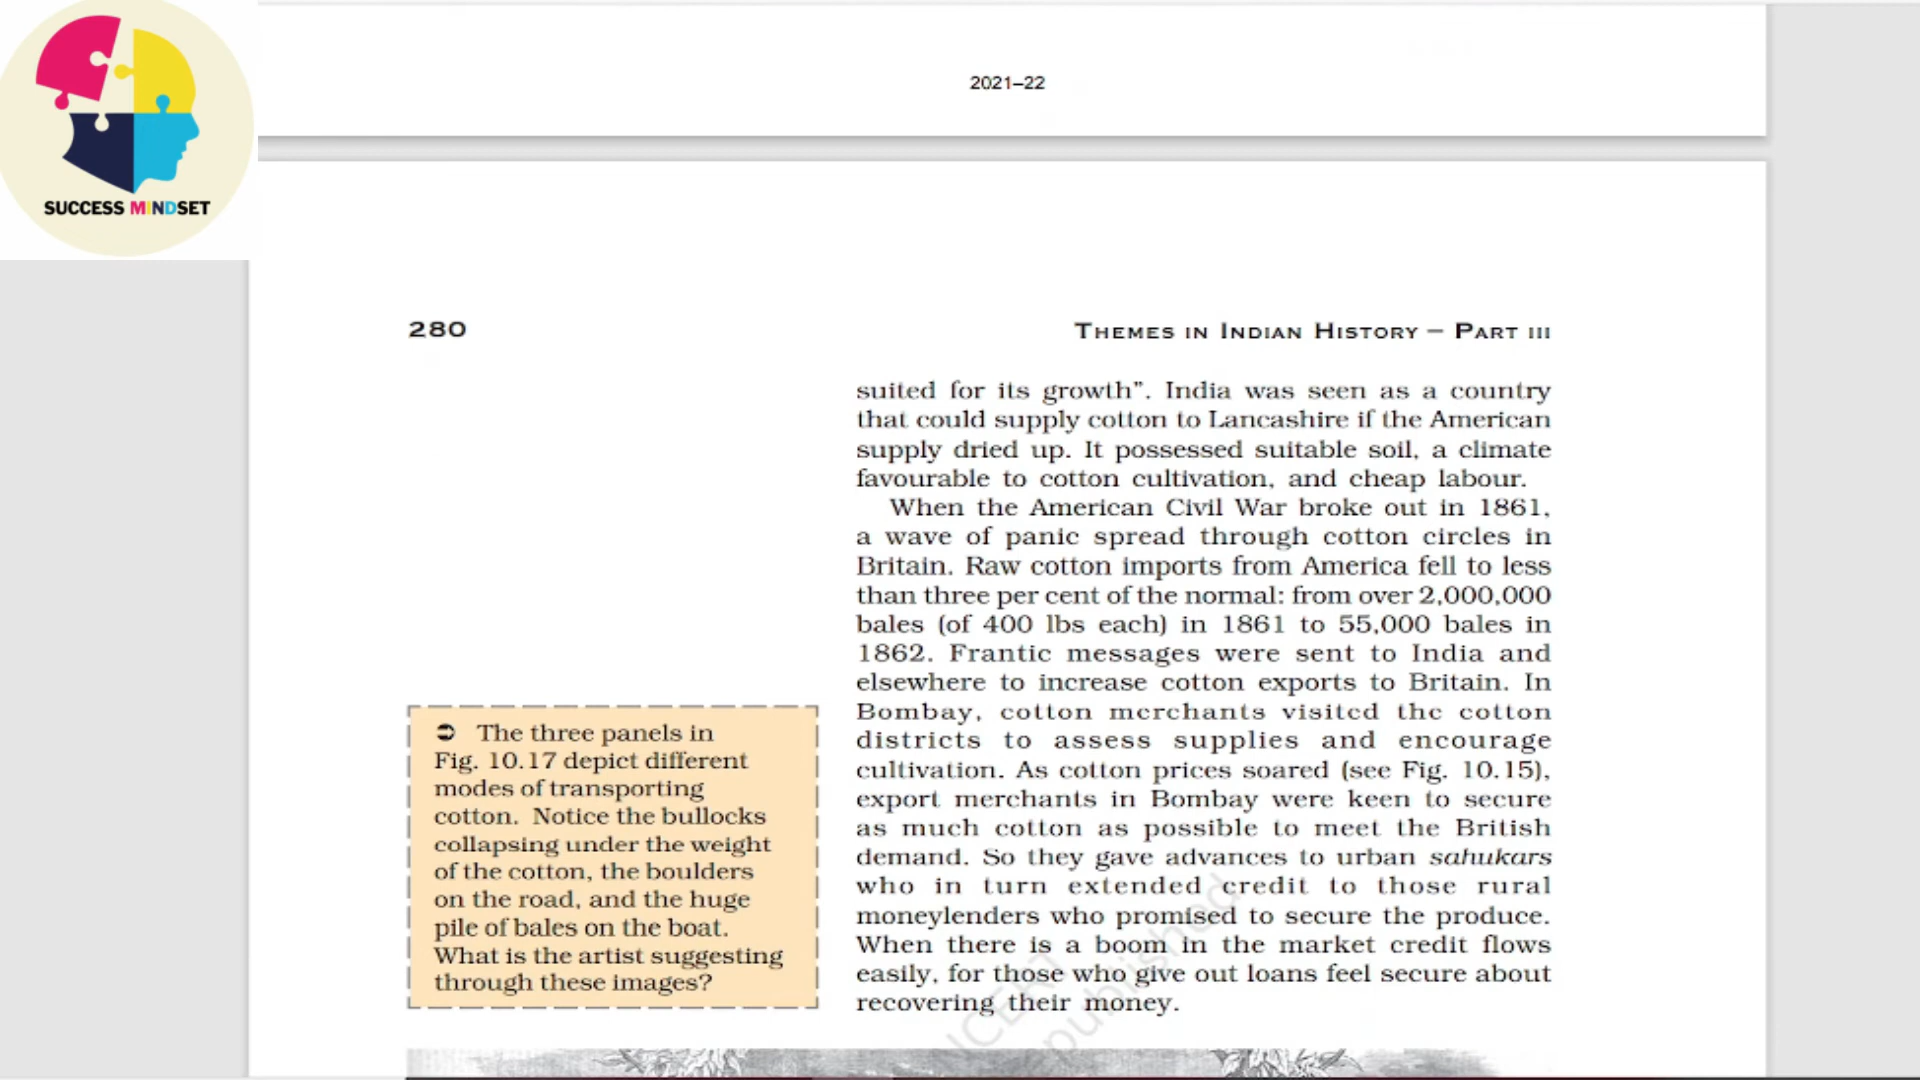 SUCCESS MINDSET
2021–22
280
THEMES IN INDIAN HISTORY – PART III
suited for its growth”. India was seen as a country
that could supply cotton to Lancashire if the American
supply dried up. It possessed suitable soil, a climate
favourable to cotton cultivation, and cheap labour.
When the American Civil War broke out in 1861,
a wave of panic spread through cotton circles in
Britain. Raw cotton imports from America fell to less
than three per cent of the normal: from over 2,000,000
bales (of 400 lbs each) in 1861 to 55,000 bales in
1862. Frantic messages were sent to India and
elsewhere to increase cotton exports to Britain. In
Bombay, cotton merchants visited the cotton
districts to assess supplies and encourage
cultivation. As cotton prices soared (see Fig. 10.15),
export merchants in Bombay were keen to secure
as much cotton as possible to meet the British
demand. So they gave advances to urban sahukars
who in turn extended credit to those rural
moneylenders who promised to secure the produce.
When there is a boom in the market credit flows
easily, for those who give out loans feel secure about
recovering their money.
➲ The three panels in
Fig. 10.17 depict different
modes of transporting
cotton. Notice the bullocks
collapsing under the weight
of the cotton, the boulders
on the road, and the huge
pile of bales on the boat.
What is the artist suggesting
through these images?
published